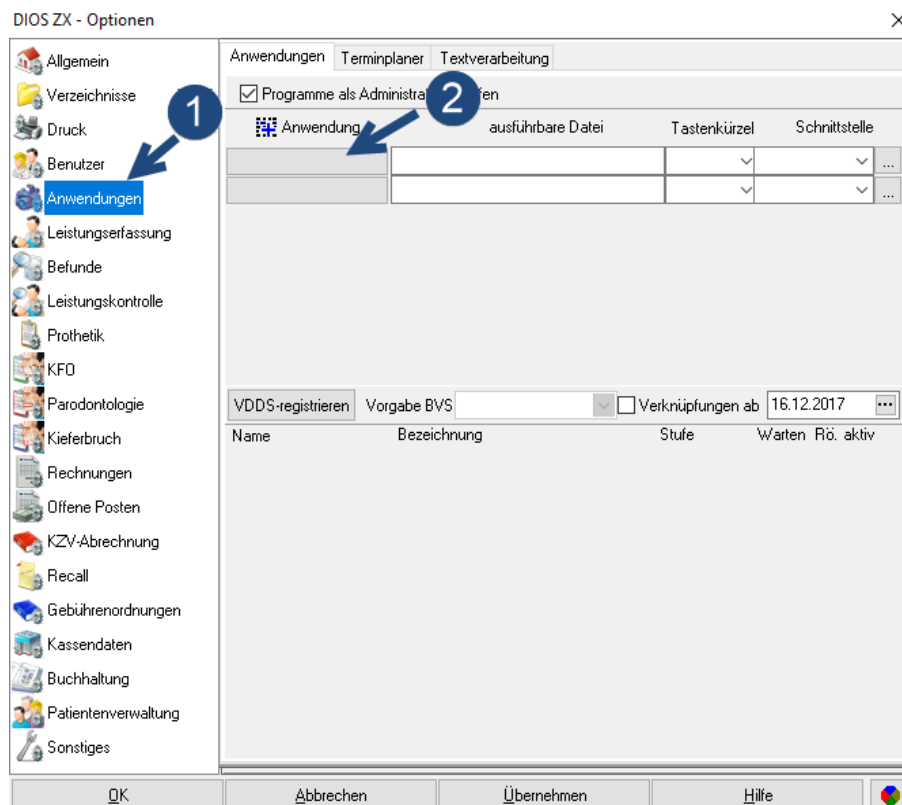 DIOS ZX - Optionen
Allgemein
Verzeichnisse
Druck
Benutzer
Anwendungen
Leistungserfassung
Befunde
Leistungskontrolle
Prothetik
KFO
Parodontologie
Kieferbruch
Rechnungen
Offene Posten
KZV-Abrechnung
Recall
Gebührenordnungen
Kassendaten
Buchhaltung
Patientenverwaltung
Sonstiges
1
Anwendungen Terminplaner Textverarbeitung
Programme als
2
Anwendung ausführbare Datei Tastenkürzel Schnittstelle
...
...
VDDS-registrieren Vorgabe BVS Verknüpfungen ab 16.12.2017 ...
Name Bezeichnung Stufe Warten Rö. aktiv
OK Abbrechen Übernehmen Hilfe